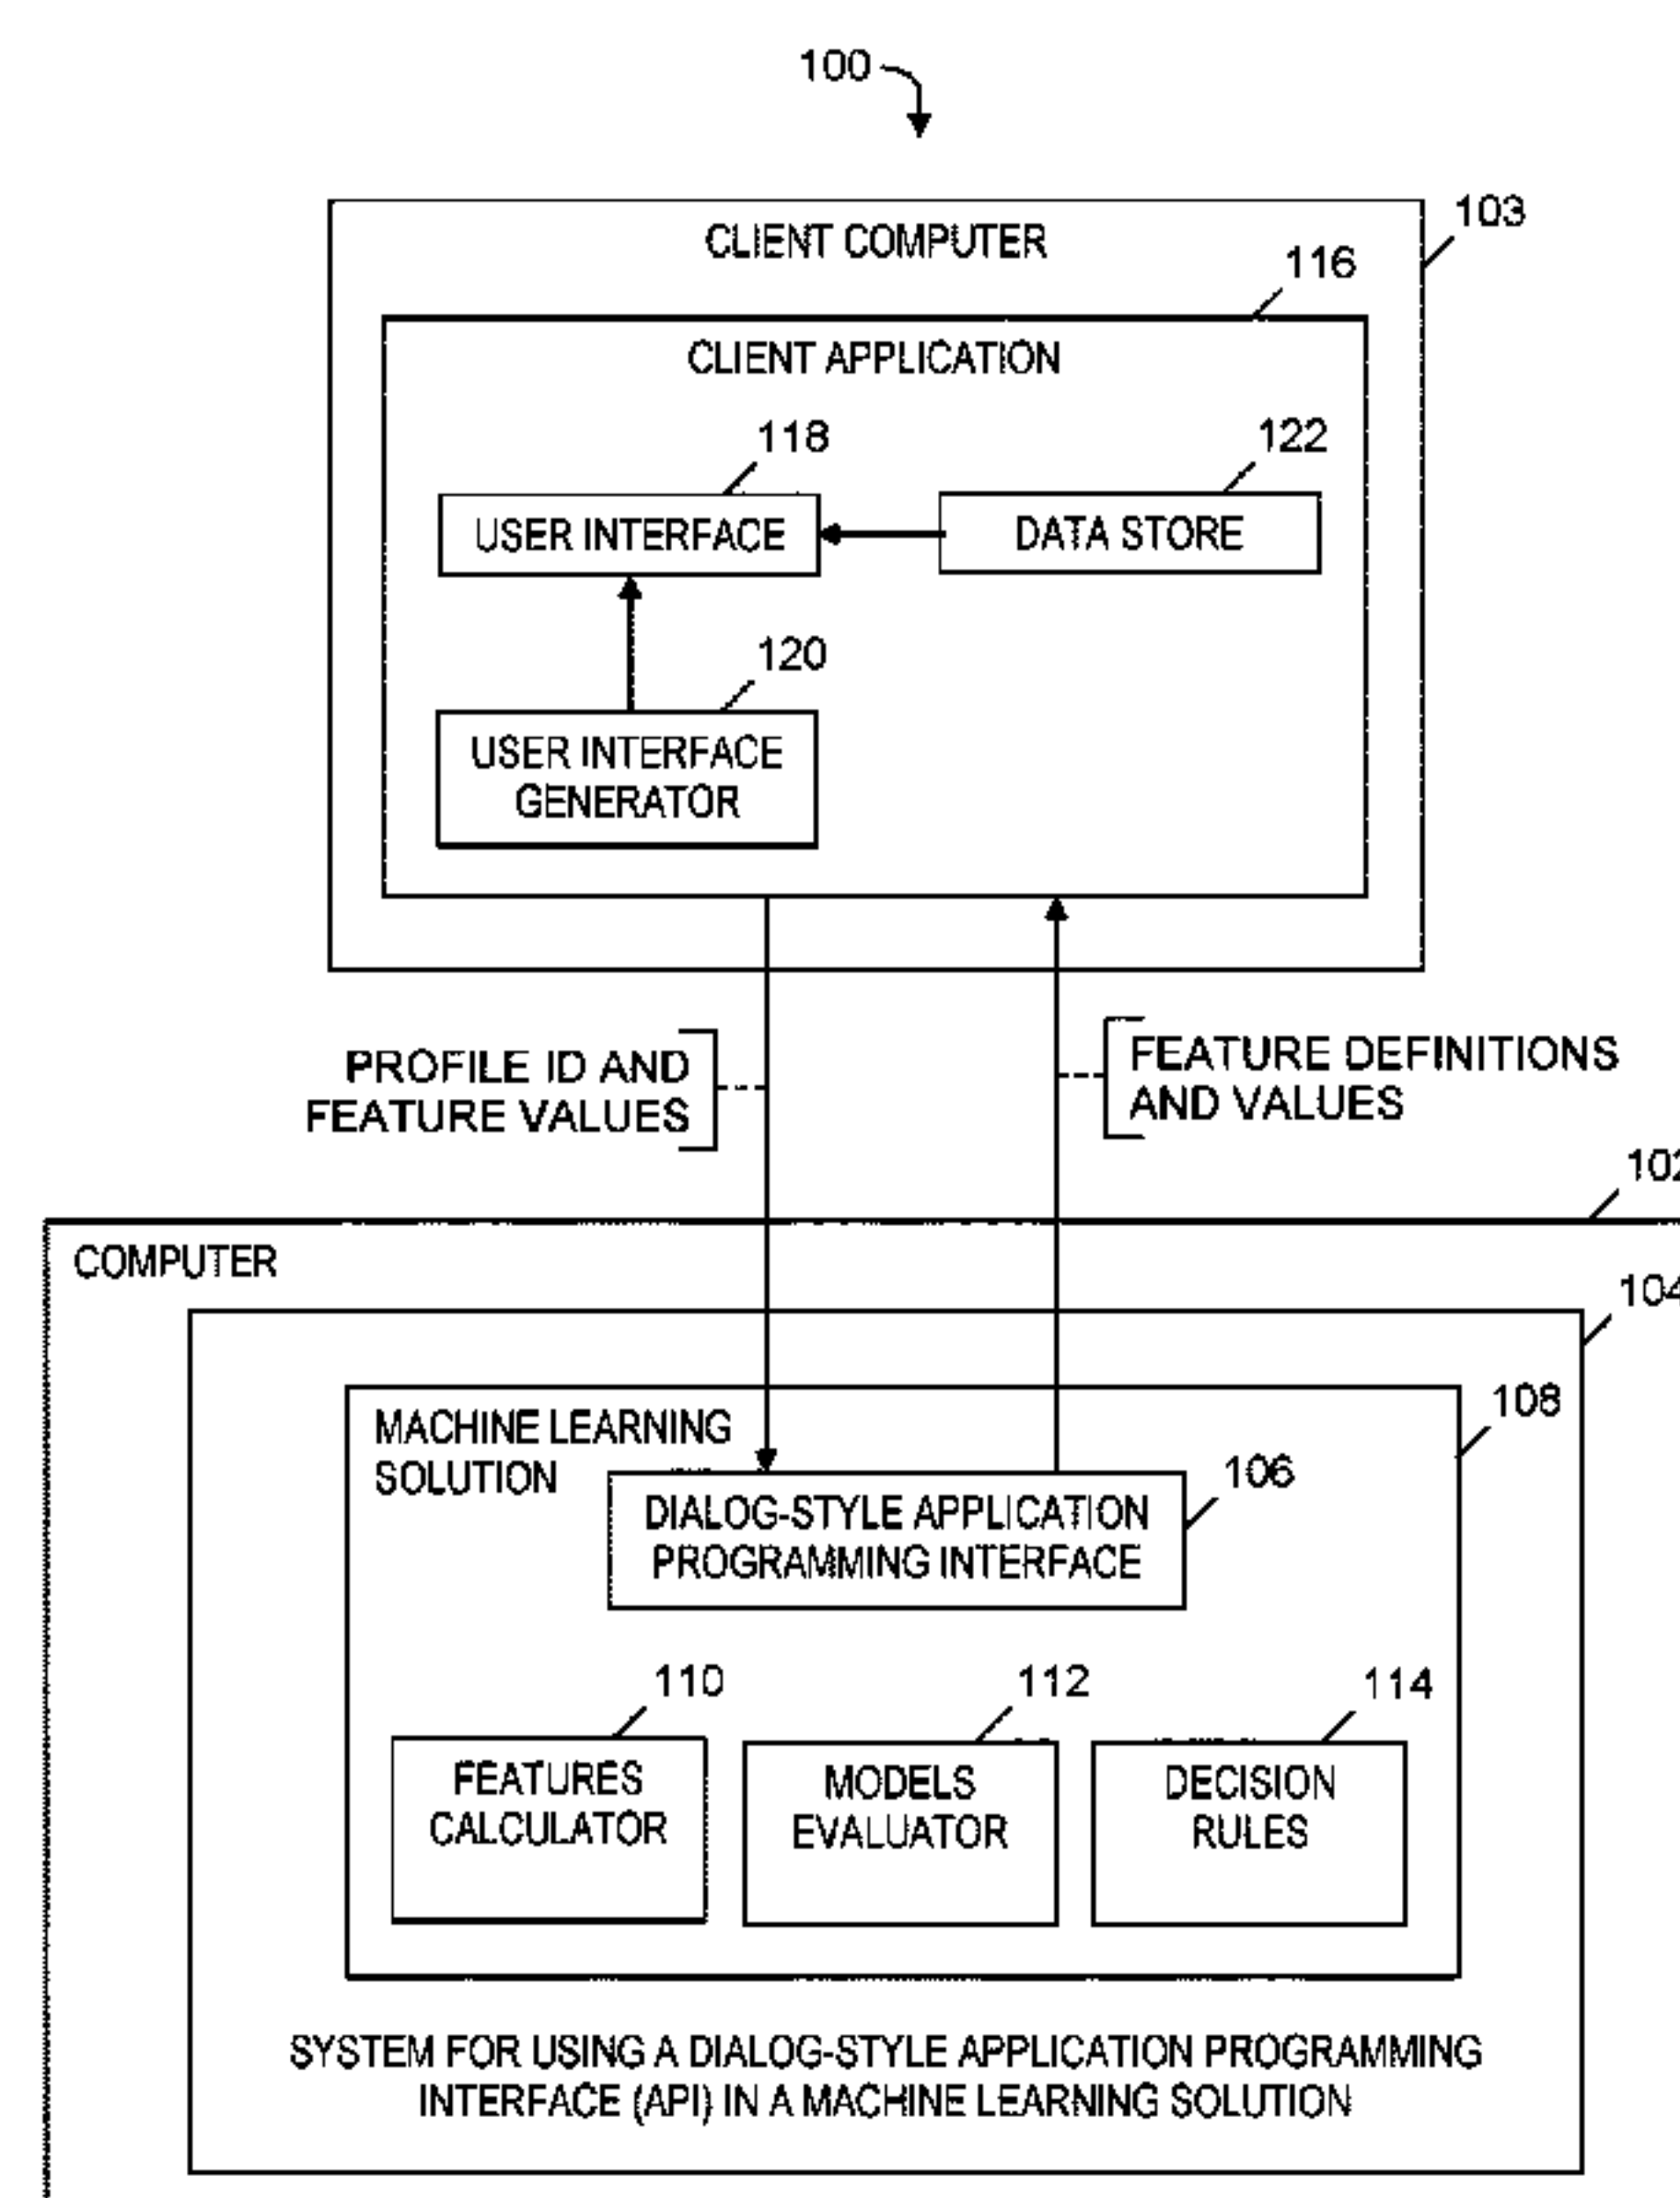 100
103
CLIENT COMPUTER
116
CLIENT APPLICATION
118
122
USER INTERFACE
DATA STORE
120
USER INTERFACE
GENERATOR
PROFILE ID AND
FEATURE VALUES
FEATURE DEFINITIONS
AND VALUES
102
COMPUTER
104
108
MACHINE LEARNING
SOLUTION
106
DIALOG-STYLE APPLICATION
PROGRAMMING INTERFACE
110
112
114
FEATURES
CALCULATOR
MODELS
EVALUATOR
DECISION
RULES
SYSTEM FOR USING A DIALOG-STYLE APPLICATION PROGRAMMING
INTERFACE (API) IN A MACHINE LEARNING SOLUTION